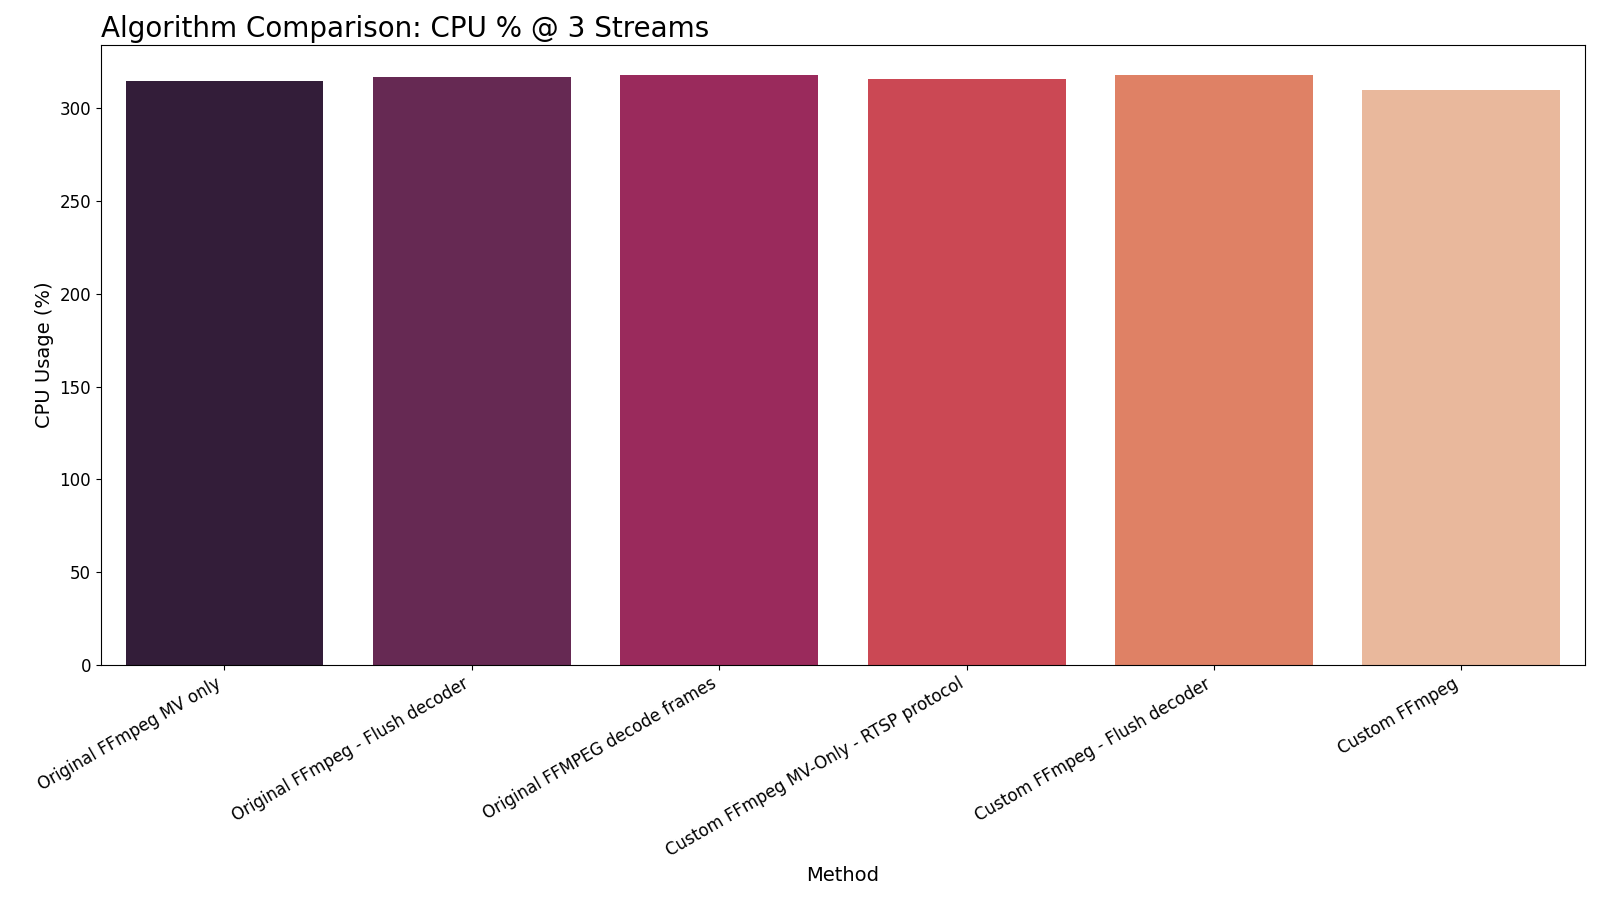 Algorithm Comparison: CPU % @ 3 Streams
CPU Usage (%)
300
250
200
150
100
50
0
Original FFmpeg MV only
Original FFmpeg - Flush decoder
Original FFMPEG decode frames
Custom FFmpeg MV-Only - RTSP protocol
Custom FFmpeg - Flush decoder
Custom FFmpeg
Method